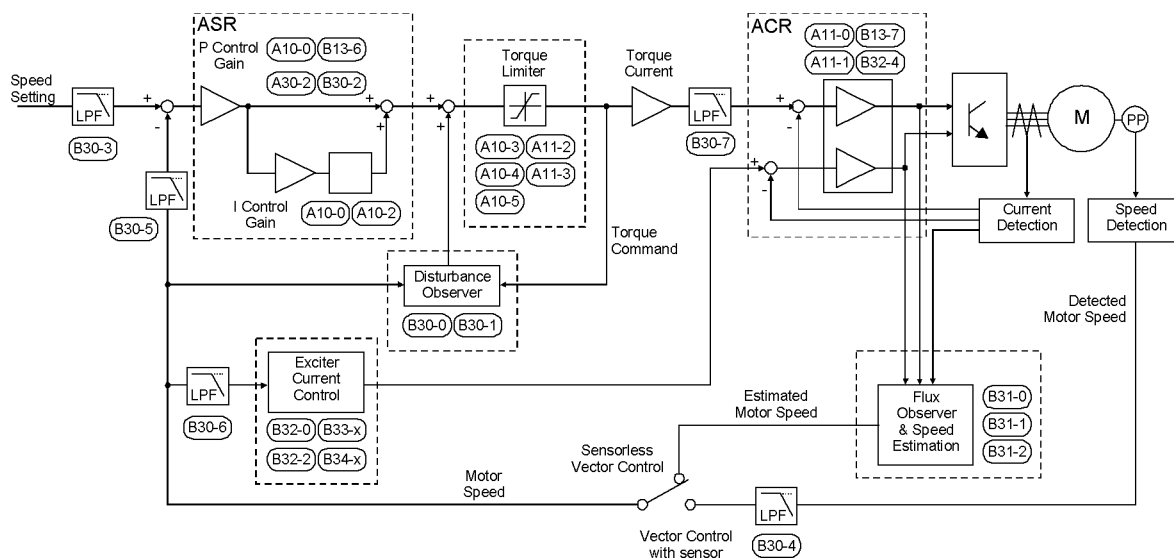 ASR
P Control
Gain
A10-0 B13-6
A30-2 B30-2
Speed
Setting
LPF
B30-3
+
-
LPF
B30-5
I Control
Gain
A10-0 A10-2
+
+
+
+
Torque
Limiter
A10-3 A11-2
A10-4 A11-3
A10-5
Torque
Current
LPF
B30-7
ACR
A11-0 B13-7
A11-1 B32-4
+
-
+
-
M
PP
Current
Detection
Speed
Detection
Torque
Command
Disturbance
Observer
B30-0 B30-1
Detected
Motor Speed
LPF
B30-6
Exciter
Current
Control
B32-0 B33-x
B32-2 B34-x
Estimated
Motor Speed
Flux
Observer
& Speed
Estimation
B31-0
B31-1
B31-2
Sensorless
Vector Control
Motor
Speed
Vector Control
with sensor
LPF
B30-4